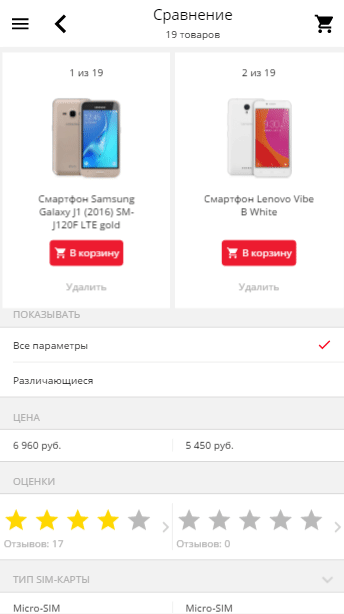 Сравнение
19 товаров
1 из 19
2 из 19
Смартфон Samsung
Galaxy J1 (2016) SM-
J120F LTE gold
Смартфон Lenovo Vibe
B White
В корзину
В корзину
Удалить
Удалить
ПОКАЗЫВАТЬ
Все параметры
Различающиеся
ЦЕНА
6 960 руб.
5 450 руб.
ОЦЕНКИ
Отзывов: 17
Отзывов: 0
ТИП SIM-КАРТЫ
Micro-SIM
Micro-SIM